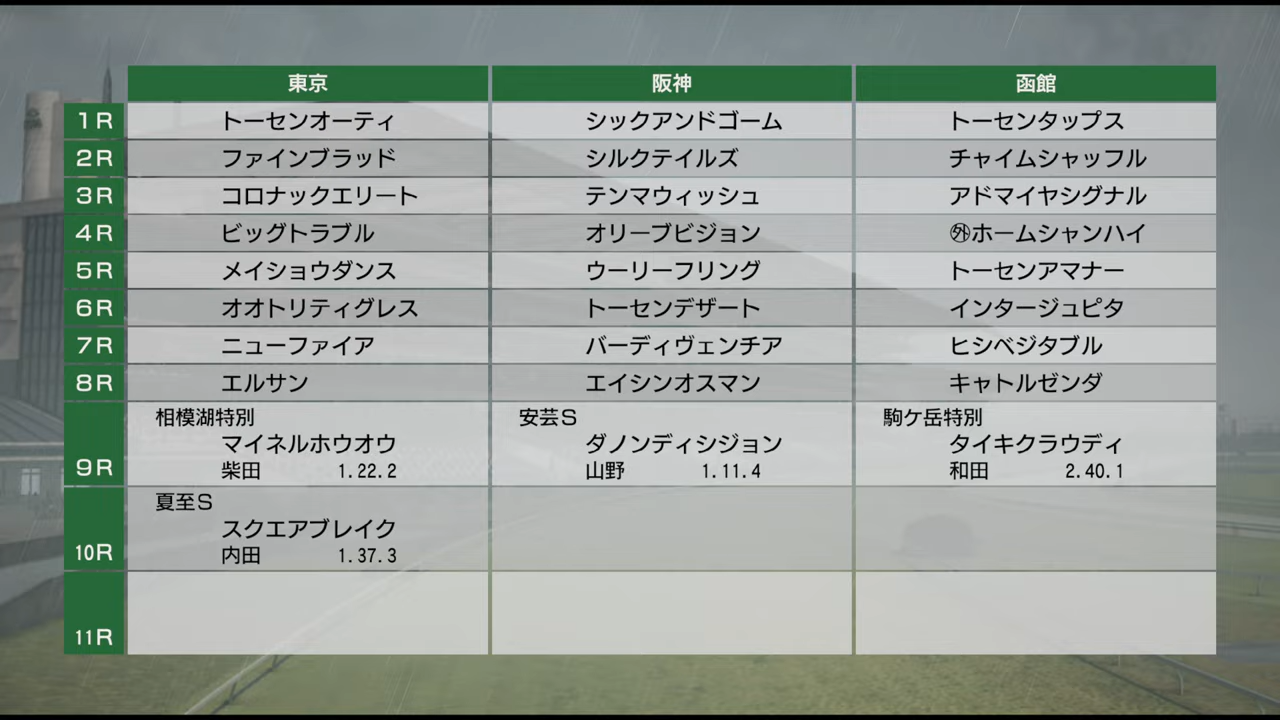 東京 阪神 函館
1R トーセンオーティ シックアンドゴーム トーセンタップス
2R ファインブラッド シルクテイルズ チャイムシャッフル
3R コロナックエリート テンマウィッシュ アドマイヤシグナル
4R ビッグトラブル オリーブビジョン ㊕ホームシャンハイ
5R メイショウダンス ウーリーフリング トーセンアマナー
6R オオトリティグレス トーセンデザート インタージュピタ
7R ニューファイア バーディヴェンチア ヒシベジタブル
8R エルサン エイシンオスマン キャトルゼンダ
相模湖特別 安芸S 駒ケ岳特別
マイネルホウオウ ダノンディシジョン タイキクラウディ
9R 柴田 1.22.2 山野 1.11.4 和田 2.40.1
夏至S
スクエアブレイク
10R 内田 1.37.3
11R